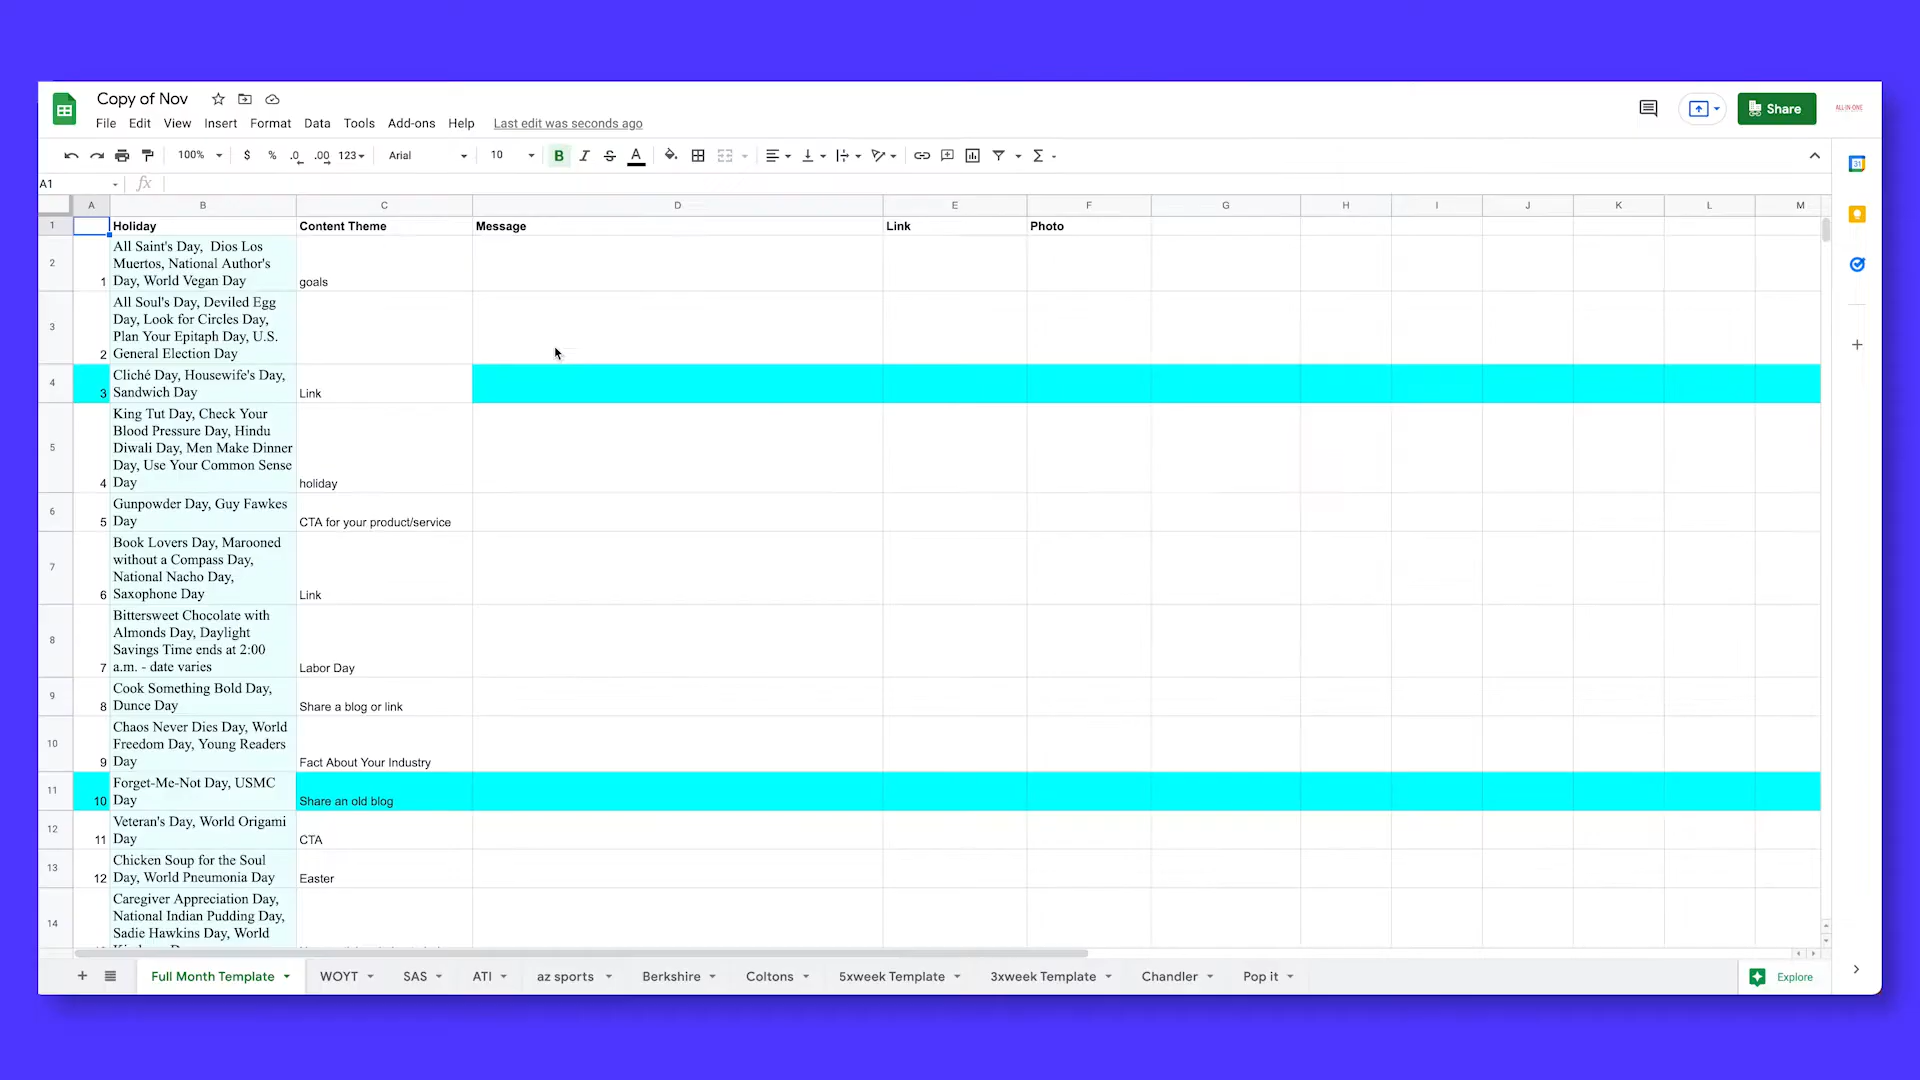 Copy of Nov
File Edit View Insert Format Data Tools Add-ons Help Last edit was seconds ago
Share
ALL-IN-ONE
100% $ % .0 .00 123 Arial 10 B I S A
31
A1 fx
A B C D E F G H I J K L M
1 Holiday Content Theme Message Link Photo
All Saint's Day, Dios Los
2 Muertos, National Author's
1 Day, World Vegan Day goals
All Soul's Day, Deviled Egg
Day, Look for Circles Day,
3 Plan Your Epitaph Day, U.S.
2 General Election Day
Cliché Day, Housewife's Day,
4
3 Sandwich Day Link
King Tut Day, Check Your
Blood Pressure Day, Hindu
5 Diwali Day, Men Make Dinner
Day, Use Your Common Sense
4 Day holiday
Gunpowder Day, Guy Fawkes
6
5 Day CTA for your product/service
Book Lovers Day, Marooned
without a Compass Day,
7 National Nacho Day,
6 Saxophone Day Link
Bittersweet Chocolate with
Almonds Day, Daylight
8 Savings Time ends at 2:00
7 a.m. - date varies Labor Day
Cook Something Bold Day,
9
8 Dunce Day Share a blog or link
Chaos Never Dies Day, World
10 Freedom Day, Young Readers
9 Day Fact About Your Industry
Forget-Me-Not Day, USMC
11
10 Day Share an old blog
Veteran's Day, World Origami
12
11 Day CTA
Chicken Soup for the Soul
13
12 Day, World Pneumonia Day Easter
Caregiver Appreciation Day,
National Indian Pudding Day,
14
Sadie Hawkins Day, World
Full Month Template WOYT SAS ATI az sports Berkshire Coltons 5xweek Template 3xweek Template Chandler Pop it Explore